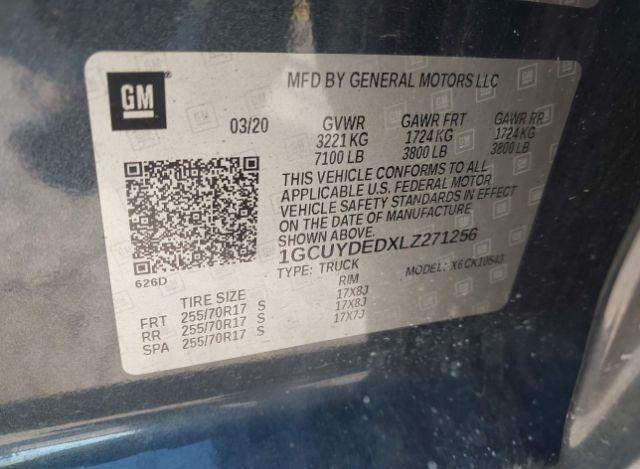 GM
MFD BY GENERAL MOTORS LLC
03/20 GVWR GAWR FRT GAWR RR
3221 KG 1724 KG 1724 KG
7100 LB 3800 LB 3800 LB
THIS VEHICLE CONFORMS TO ALL
APPLICABLE U.S. FEDERAL MOTOR
VEHICLE SAFETY STANDARDS IN EFFECT
ON THE DATE OF MANUFACTURE
SHOWN ABOVE.
1GCUYDEDXLZ271256
626D TYPE: TRUCK MODEL: X6 CK10543
TIRE SIZE RIM
FRT 255/70R17 S 17X8J
RR 255/70R17 S 17X8J
SPA 255/70R17 S 17X7J